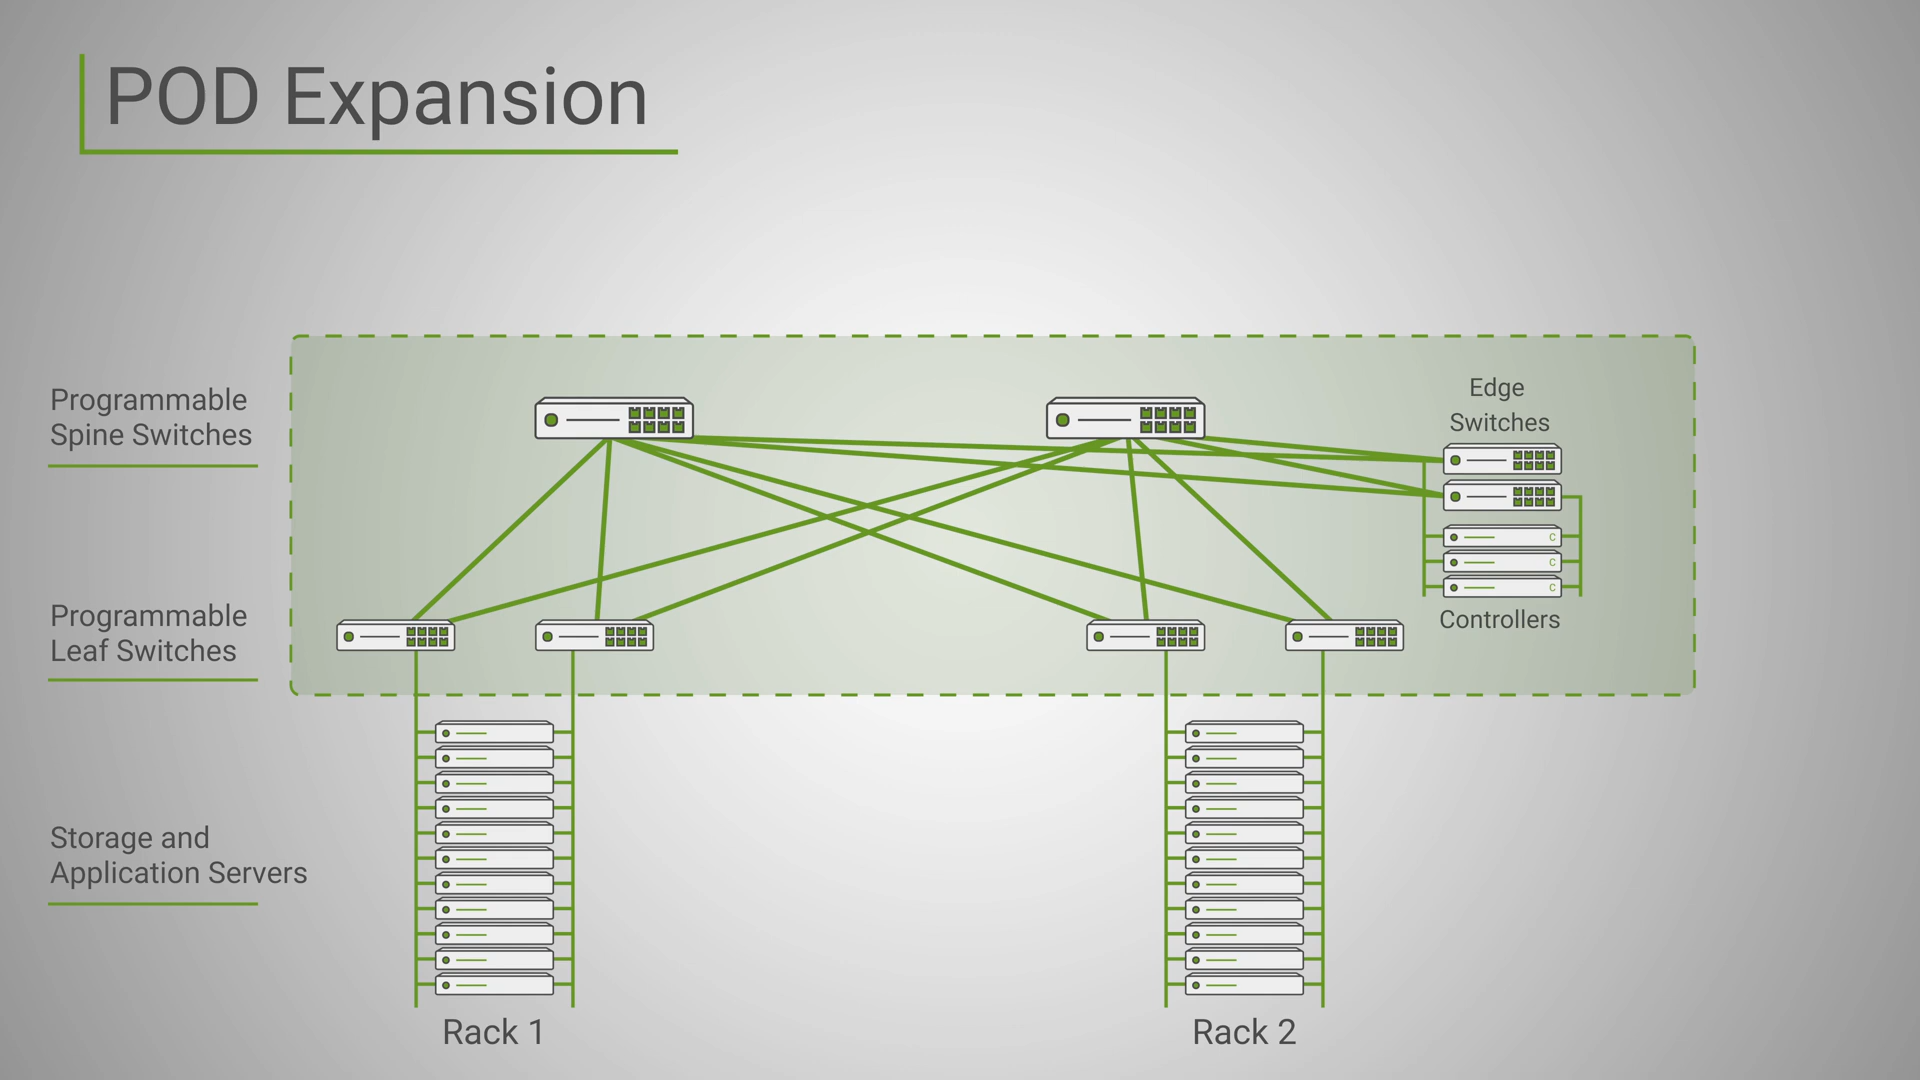 POD Expansion
Programmable
Spine Switches
Edge
Switches
C
C
C
Controllers
Programmable
Leaf Switches
Storage and
Application Servers
Rack 1
Rack 2